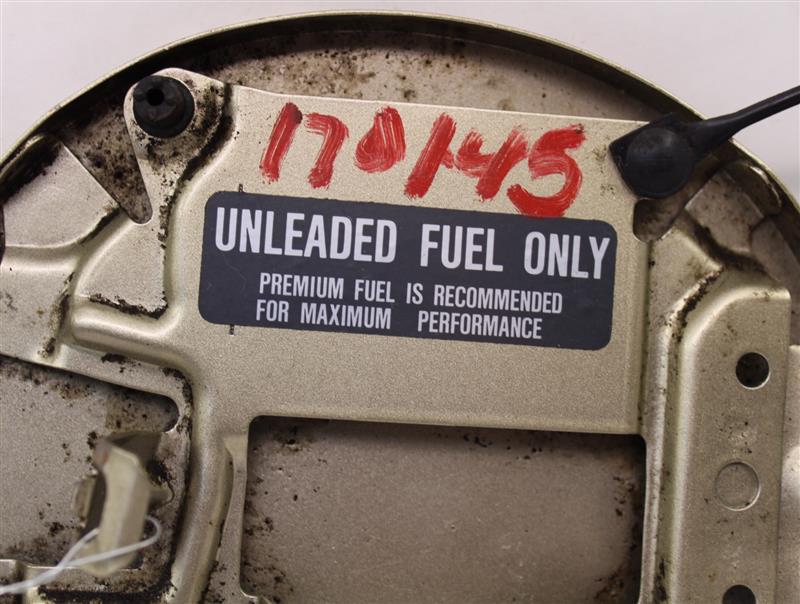 170145
UNLEADED FUEL ONLY
PREMIUM FUEL IS RECOMMENDED
FOR MAXIMUM PERFORMANCE